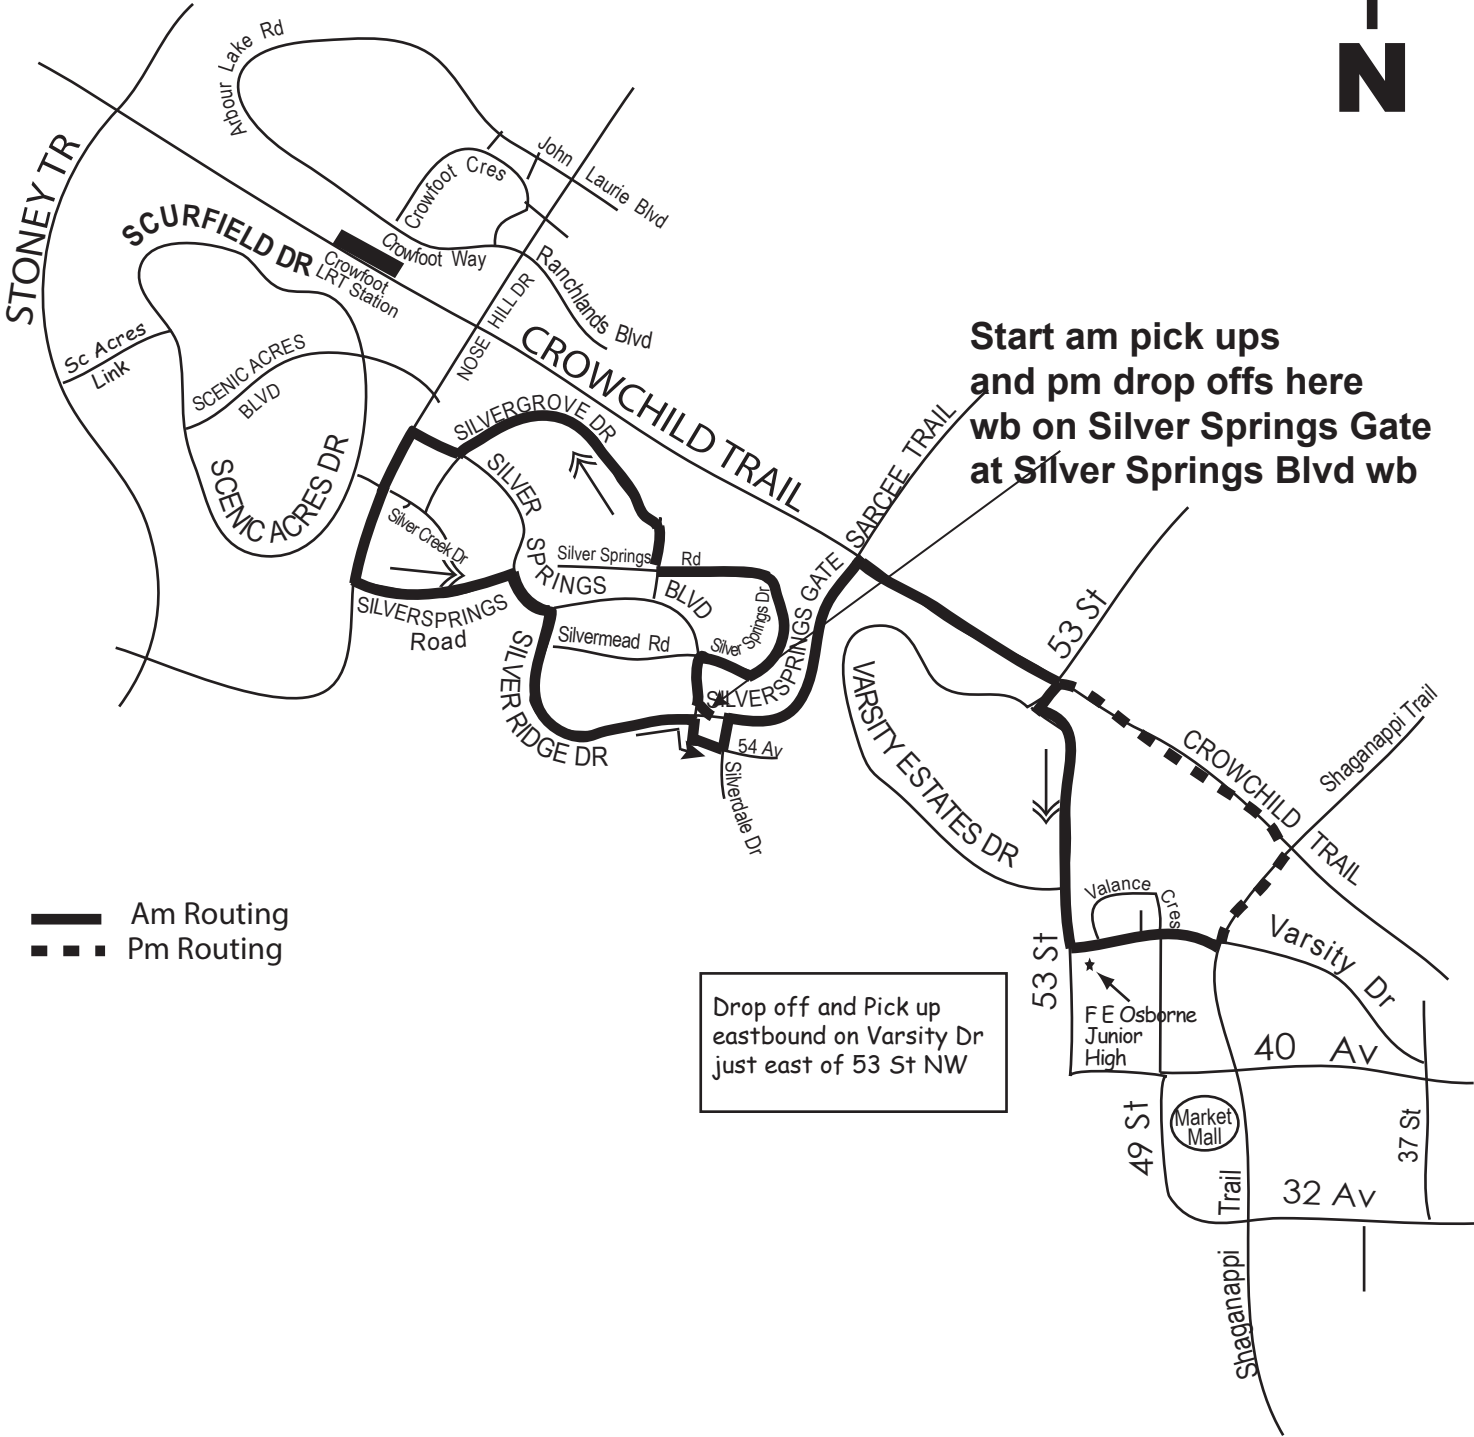 N
Arbour Lake Rd
John Laurie Blvd
Crowfoot Cres
STONEY TR
SCURFIELD DR
Crowfoot Way
Crowfoot
LRT Station
Ranchlands Blvd
NOSE HILL DR
Sc Acres
Link
SCENIC ACRES
BLVD
CROWCHILD TRAIL
Start am pick ups
and pm drop offs here
wb on Silver Springs Gate
at Silver Springs Blvd wb
SILVERGROVE DR
SARCEE TRAIL
SCENIC ACRES DR
SILVER SPRINGS BLVD
Silver Creek Dr
Silver Springs Rd
SILVERSPRINGS
Road
Silver Springs Dr
SILVERSPRINGS GATE
53 St
Silvermead Rd
SILVER RIDGE DR
54 Av
Silverdale Dr
VARSITY ESTATES DR
CROWCHILD TRAIL
Shaganappi Trail
Valance Cres
Am Routing
Pm Routing
Varsity Dr
53 St
Drop off and Pick up
eastbound on Varsity Dr
just east of 53 St NW
F E Osborne
Junior
High
40 Av
49 St
Market
Mall
37 St
32 Av
Shaganappi Trail